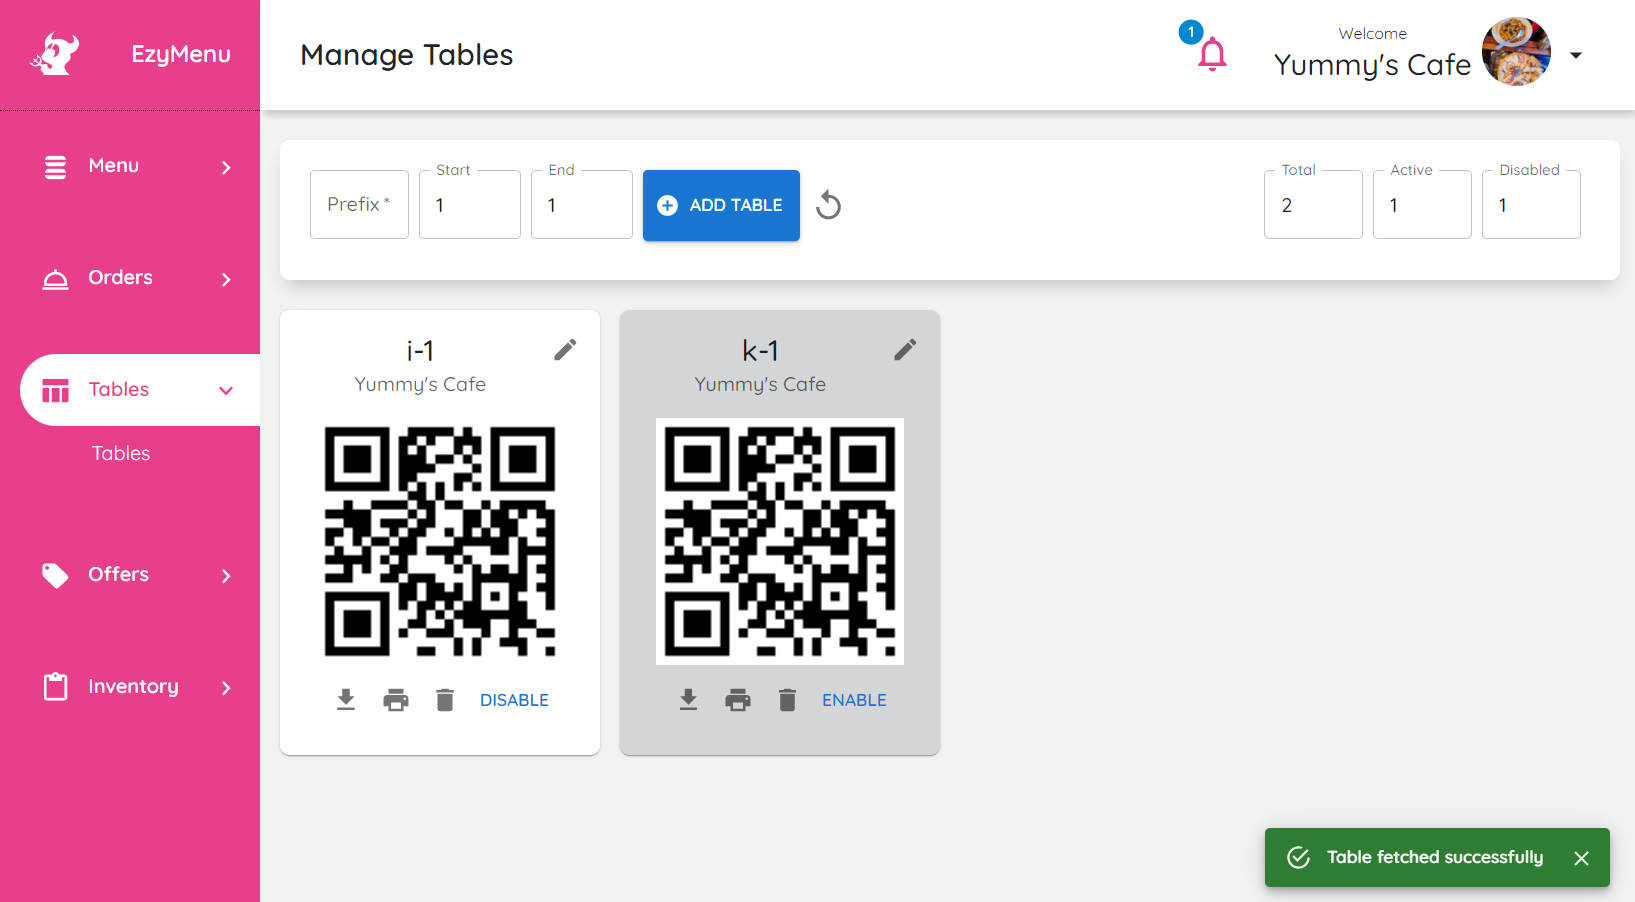 EzyMenu
Manage Tables
1
Welcome
Yummy's Cafe
Menu
Orders
Tables
Tables
Offers
Inventory
Prefix *
Start
1
End
1
ADD TABLE
Total
2
Active
1
Disabled
1
i-1
Yummy's Cafe
DISABLE
k-1
Yummy's Cafe
ENABLE
Table fetched successfully